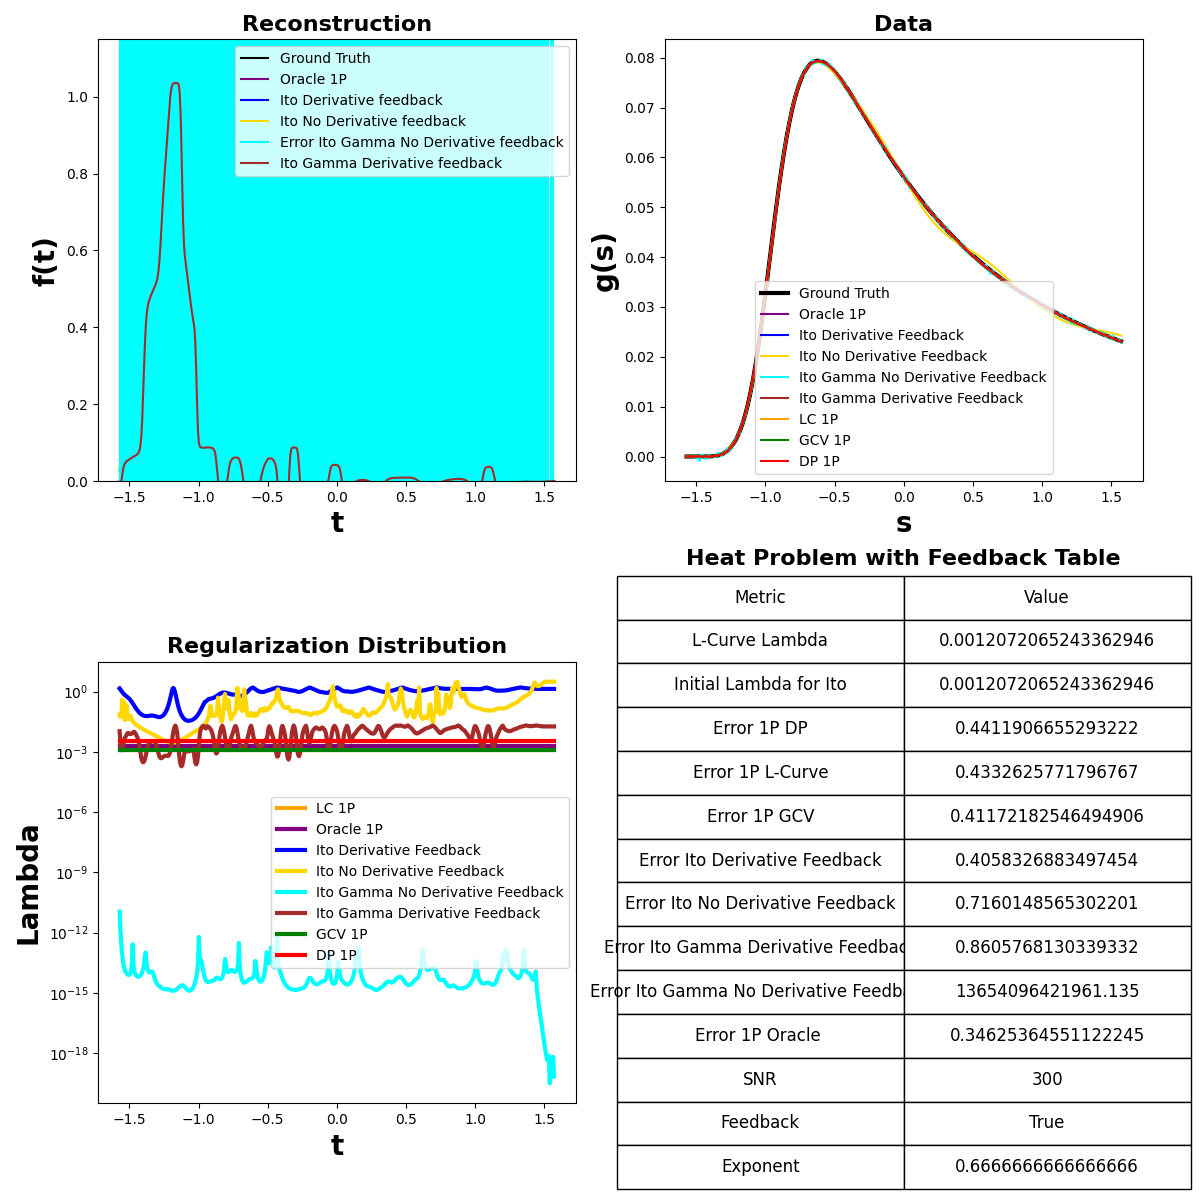 Reconstruction
f(t)
1.0
0.8
0.6
0.4
0.2
0.0
Ground Truth
Oracle 1P
Ito Derivative feedback
Ito No Derivative feedback
Error Ito Gamma No Derivative feedback
Ito Gamma Derivative feedback
−1.5 −1.0 −0.5 0.0 0.5 1.0 1.5
t
Data
g(s)
0.08
0.07
0.06
0.05
0.04
0.03
0.02
0.01
0.00
Ground Truth
Oracle 1P
Ito Derivative Feedback
Ito No Derivative Feedback
Ito Gamma No Derivative Feedback
Ito Gamma Derivative Feedback
LC 1P
GCV 1P
DP 1P
−1.5 −1.0 −0.5 0.0 0.5 1.0 1.5
s
Regularization Distribution
Lambda
10⁰
10⁻³
10⁻⁶
10⁻⁹
10⁻¹²
10⁻¹⁵
10⁻¹⁸
LC 1P
Oracle 1P
Ito Derivative Feedback
Ito No Derivative Feedback
Ito Gamma No Derivative Feedback
Ito Gamma Derivative Feedback
GCV 1P
DP 1P
−1.5 −1.0 −0.5 0.0 0.5 1.0 1.5
t
Heat Problem with Feedback Table
Metric Value
L-Curve Lambda 0.0012072065243362946
Initial Lambda for Ito 0.0012072065243362946
Error 1P DP 0.4411906655293222
Error 1P L-Curve 0.4332625771796767
Error 1P GCV 0.41172182546494906
Error Ito Derivative Feedback 0.4058326883497454
Error Ito No Derivative Feedback 0.7160148565302201
Error Ito Gamma Derivative Feedbac 0.8605768130339332
Error Ito Gamma No Derivative Feedb 13654096421961.135
Error 1P Oracle 0.34625364551122245
SNR 300
Feedback True
Exponent 0.6666666666666666